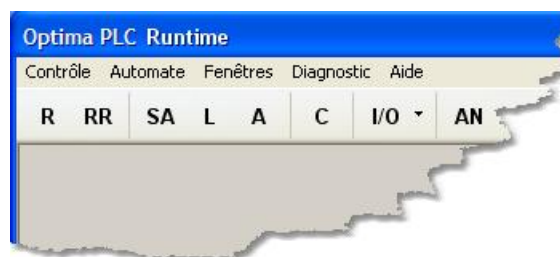 Optima PLC Runtime
Contrôle Automate Fenêtres Diagnostic Aide
R RR SA L A C I/O AN